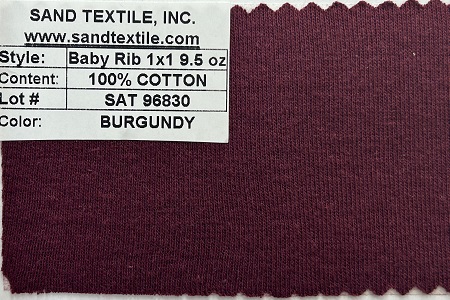 SAND TEXTILE, INC.
www.sandtextile.com
Style: Baby Rib 1x1 9.5 oz
Content: 100% COTTON
Lot # SAT 96830
Color: BURGUNDY